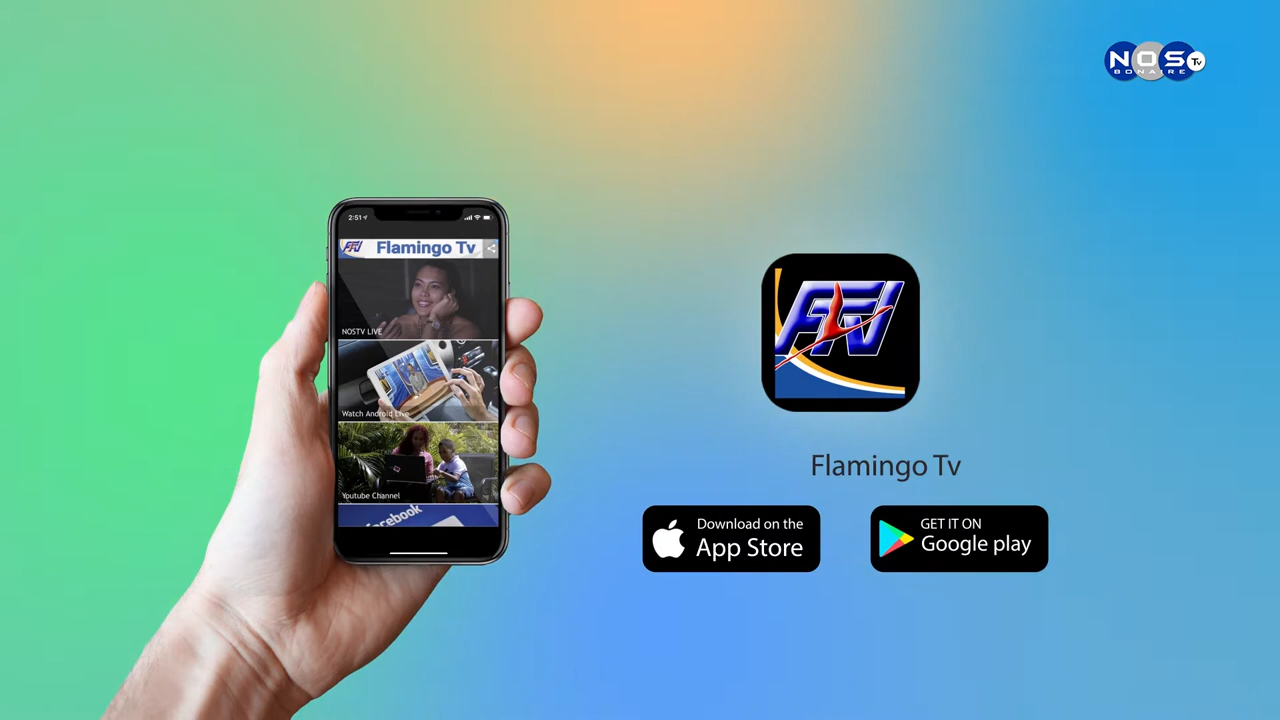 NOS Tv
BONAIRE
2:51
FTV
Flamingo Tv
NOSTV LIVE
Watch Android Live
Youtube Channel
facebook
FTV
Flamingo Tv
Download on the
App Store
GET IT ON
Google play